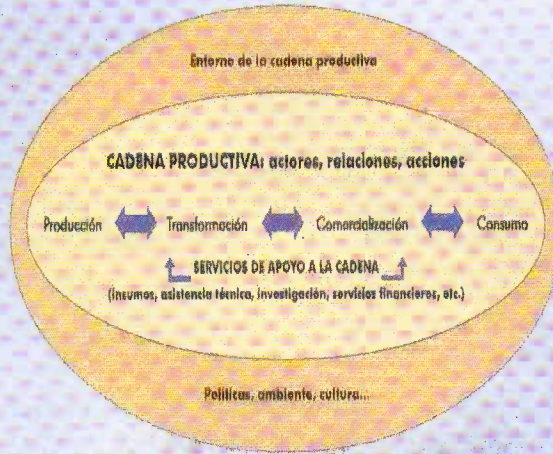 Entorno de la cadena productiva
CADENA PRODUCTIVA: actores, relaciones, acciones
Producción Transformación Comercialización Consumo
SERVICIOS DE APOYO A LA CADENA
(insumos, asistencia técnica, investigación, servicios financieros, etc.)
Políticas, ambiente, cultura...